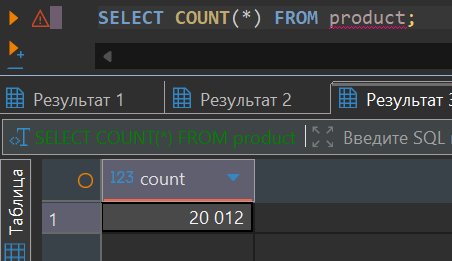 SELECT COUNT(*) FROM product;
Результат 1 Результат 2 Результат 3
SELECT COUNT(*) FROM product Введите SQL
Таблица
123 count
1 20 012